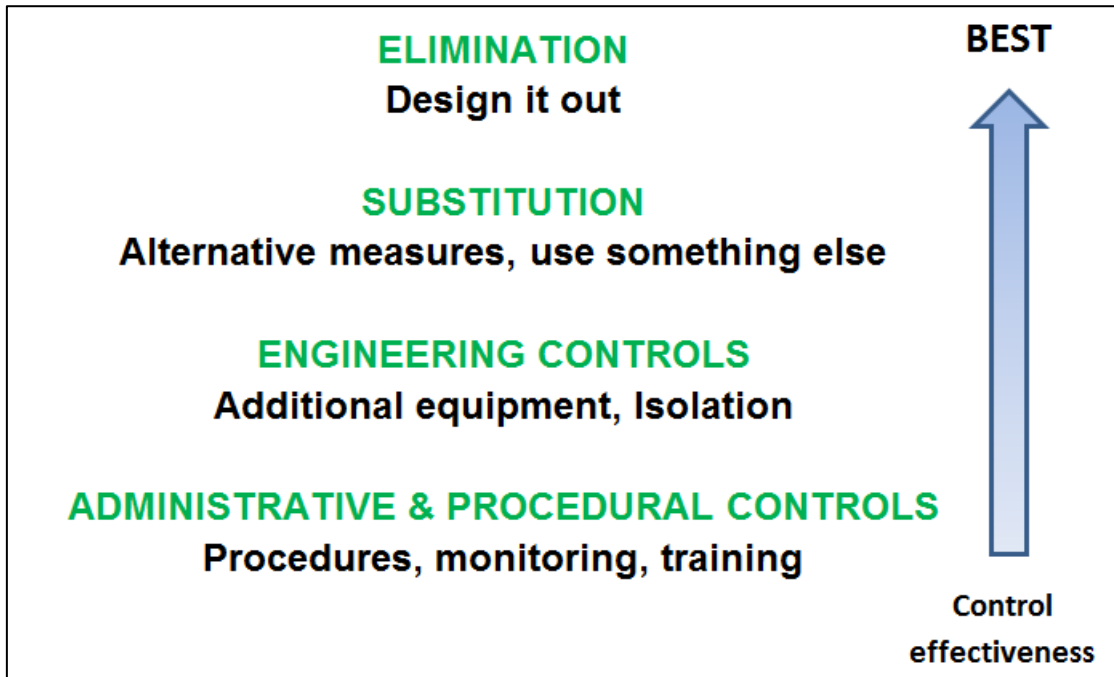 ELIMINATION
Design it out
SUBSTITUTION
Alternative measures, use something else
ENGINEERING CONTROLS
Additional equipment, Isolation
ADMINISTRATIVE & PROCEDURAL CONTROLS
Procedures, monitoring, training
BEST
Control
effectiveness